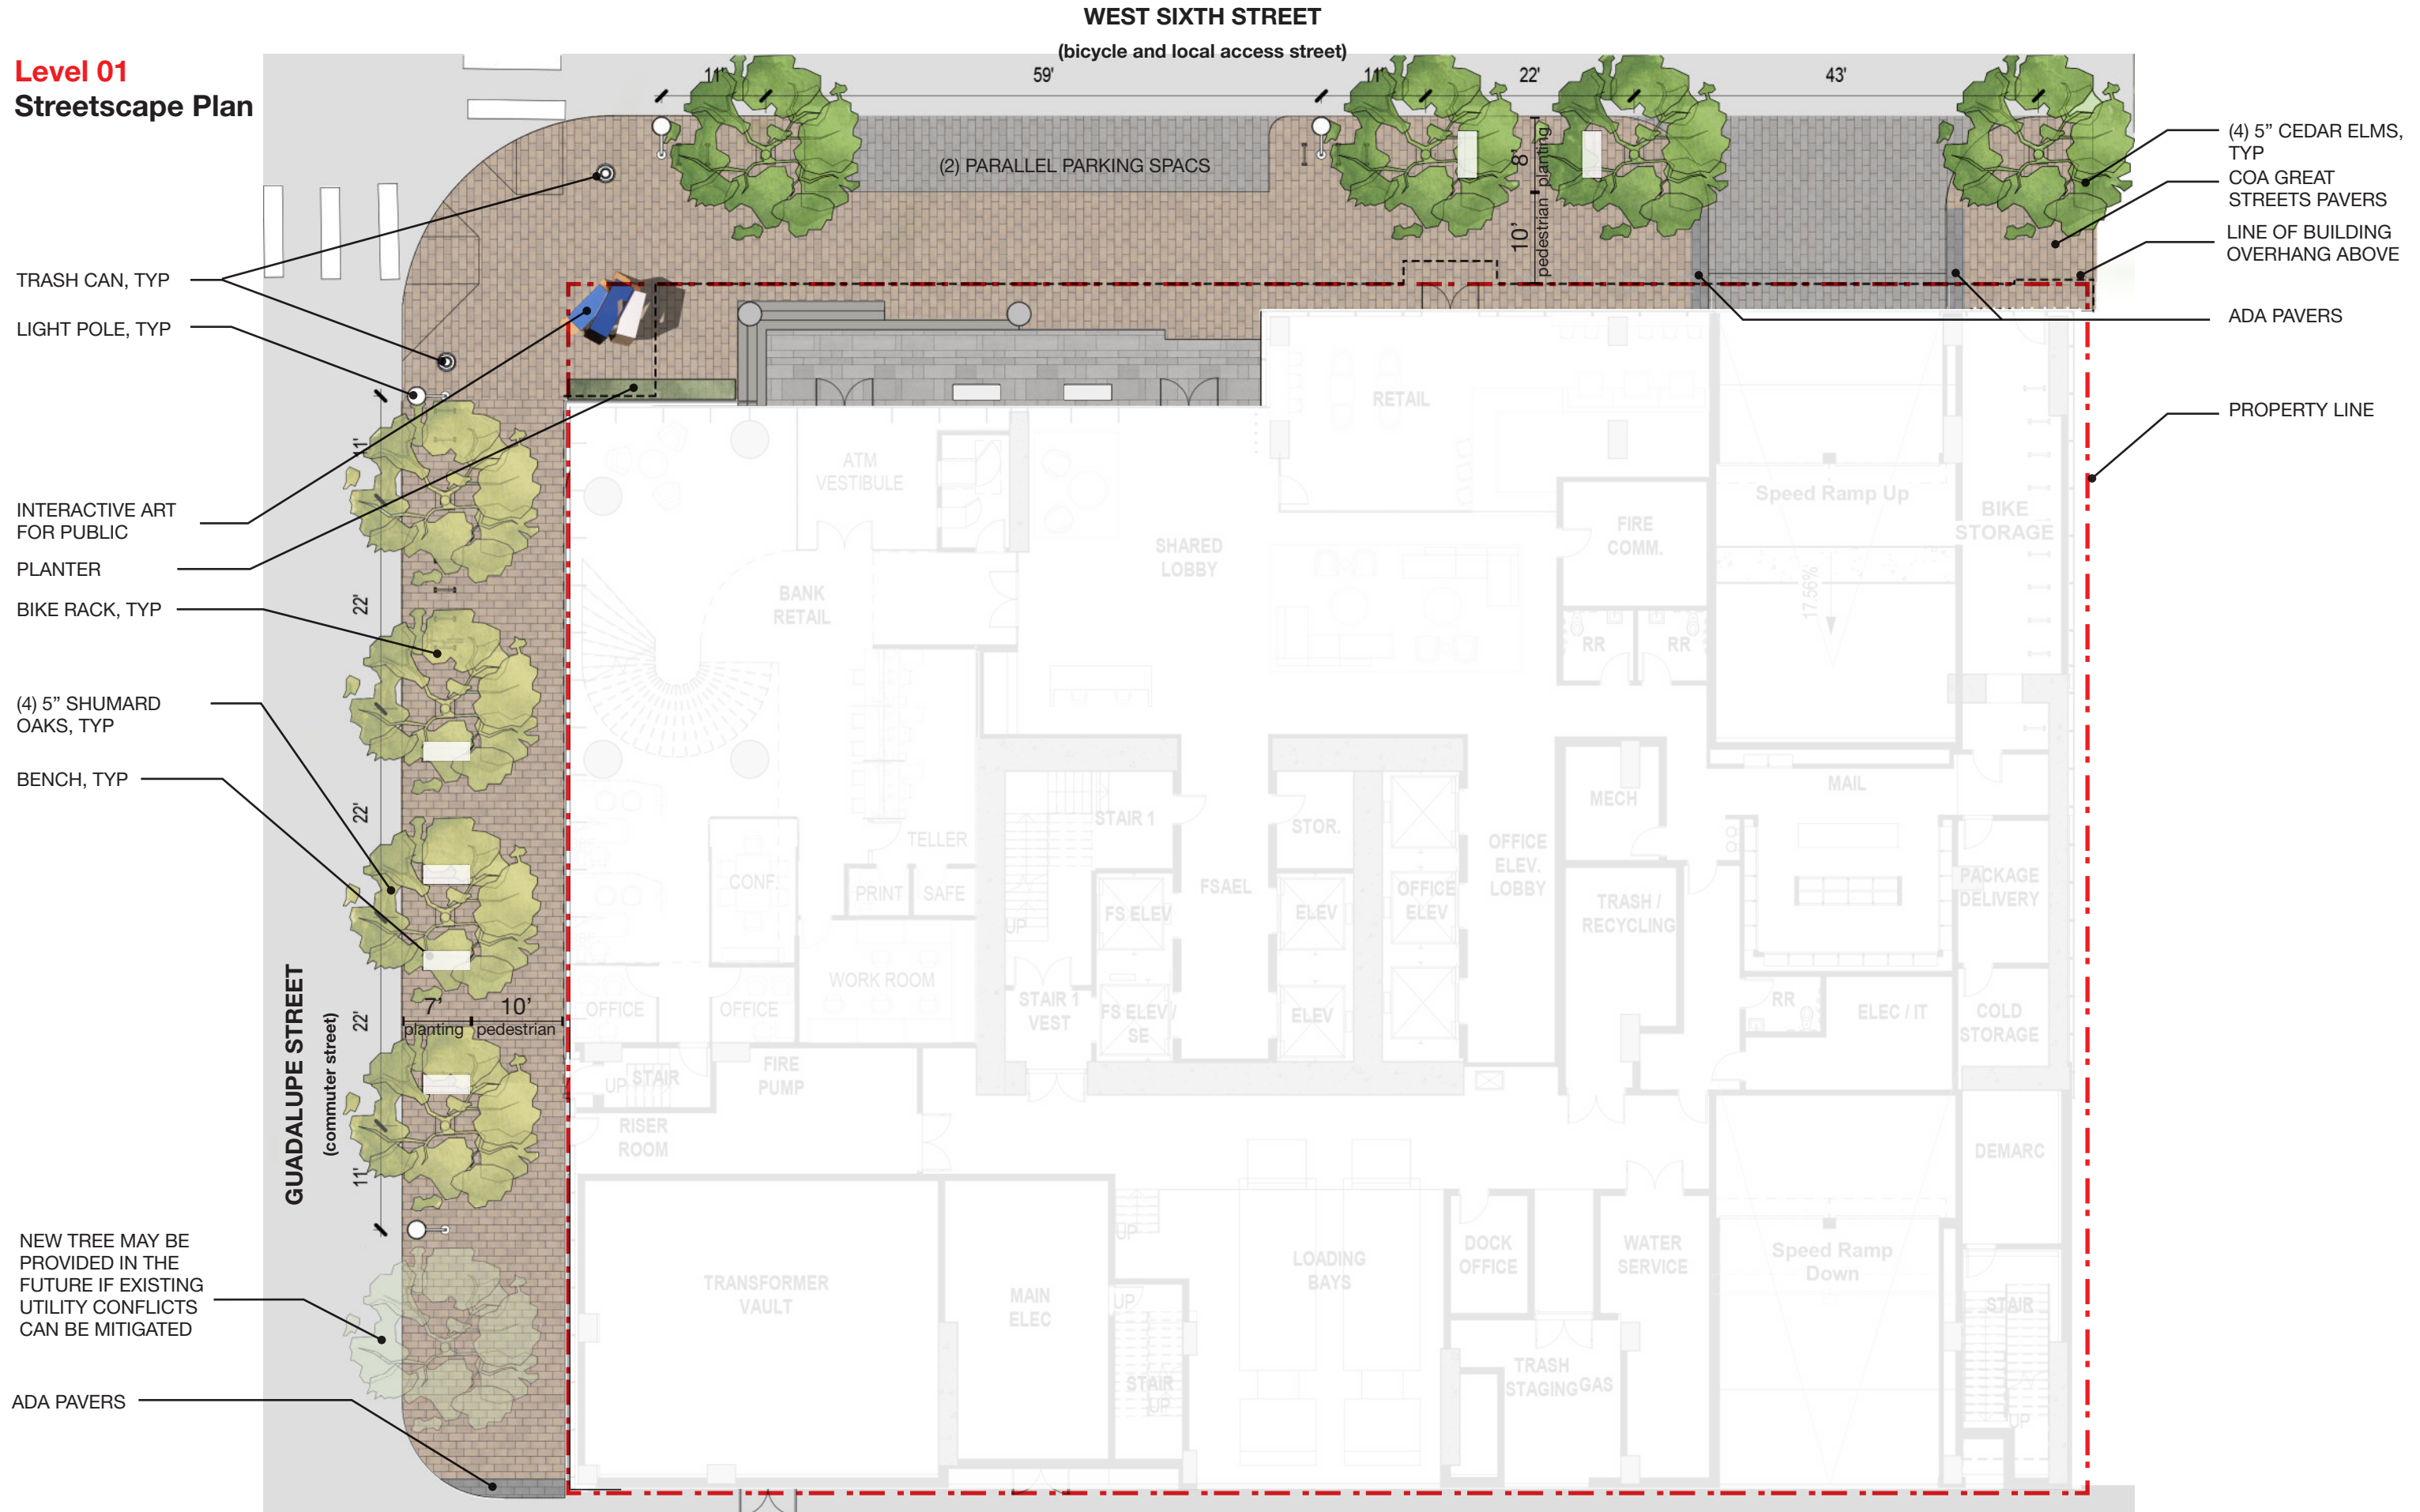 WEST SIXTH STREET
(bicycle and local access street)
Level 01
Streetscape Plan
11'
59'
11'
22'
43'
(2) PARALLEL PARKING SPACS
8'
planting
10'
pedestrian
(4) 5” CEDAR ELMS,
TYP
COA GREAT
STREETS PAVERS
LINE OF BUILDING
OVERHANG ABOVE
ADA PAVERS
PROPERTY LINE
TRASH CAN, TYP
LIGHT POLE, TYP
INTERACTIVE ART
FOR PUBLIC
PLANTER
BIKE RACK, TYP
(4) 5” SHUMARD
OAKS, TYP
BENCH, TYP
NEW TREE MAY BE
PROVIDED IN THE
FUTURE IF EXISTING
UTILITY CONFLICTS
CAN BE MITIGATED
ADA PAVERS
GUADALUPE STREET
(commuter street)
11'
22'
22'
22'
11'
7’
planting
10’
pedestrian
RETAIL
ATM
VESTIBULE
SHARED
LOBBY
BANK
RETAIL
FIRE
COMM.
RR
RR
Speed Ramp Up
17.56%
BIKE
STORAGE
MECH
MAIL
STAIR 1
STOR.
TELLER
CONF.
PRINT
SAFE
UP
FSAEL
FS ELEV
ELEV
OFFICE
ELEV
OFFICE
ELEV.
LOBBY
TRASH /
RECYCLING
PACKAGE
DELIVERY
WORK ROOM
OFFICE
OFFICE
STAIR 1
VEST
FS ELEV /
SE
ELEV
RR
ELEC / IT
COLD
STORAGE
UP
STAIR
FIRE
PUMP
RISER
ROOM
DEMARC
TRANSFORMER
VAULT
MAIN
ELEC
UP
UP
STAIR
UP
LOADING
BAYS
DOCK
OFFICE
WATER
SERVICE
TRASH
STAGING
GAS
Speed Ramp
Down
STAIR
UP